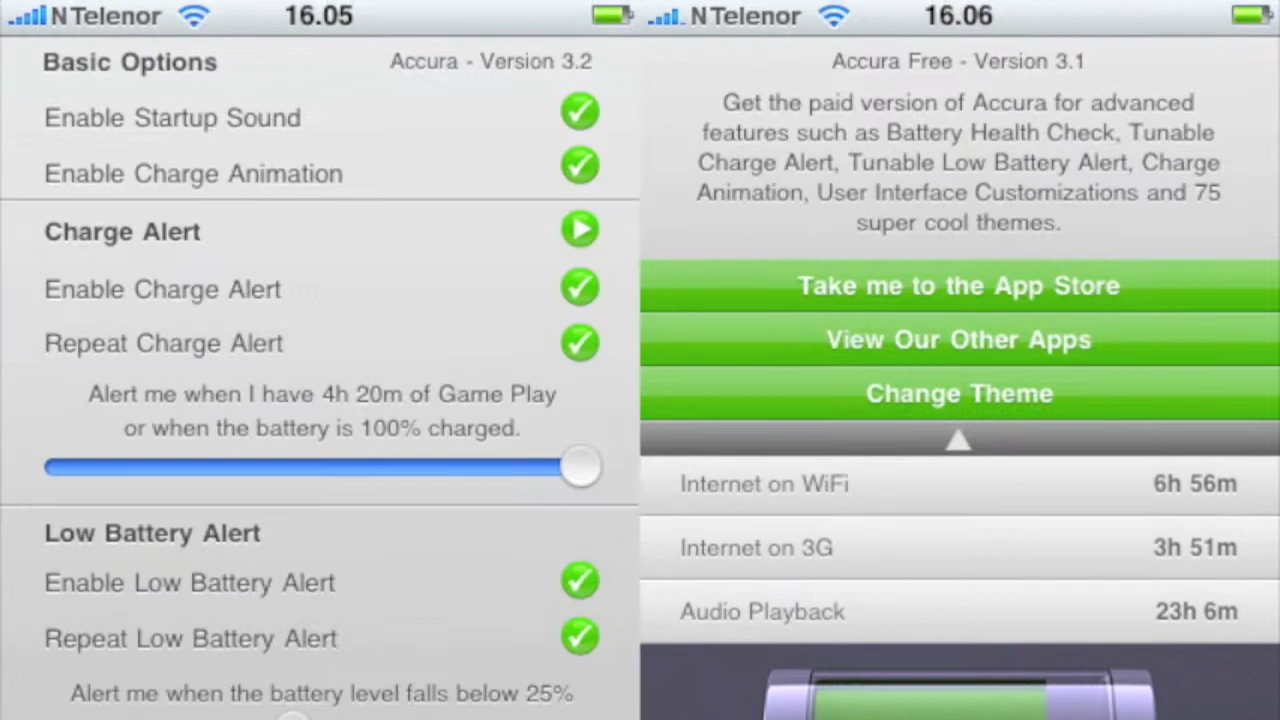 N Telenor 16.05
Basic Options Accura - Version 3.2
Enable Startup Sound
Enable Charge Animation
Charge Alert
Enable Charge Alert
Repeat Charge Alert
Alert me when I have 4h 20m of Game Play
or when the battery is 100% charged.
Low Battery Alert
Enable Low Battery Alert
Repeat Low Battery Alert
Alert me when the battery level falls below 25%
N Telenor 16.06
Accura Free - Version 3.1
Get the paid version of Accura for advanced
features such as Battery Health Check, Tunable
Charge Alert, Tunable Low Battery Alert, Charge
Animation, User Interface Customizations and 75
super cool themes.
Take me to the App Store
View Our Other Apps
Change Theme
Internet on WiFi 6h 56m
Internet on 3G 3h 51m
Audio Playback 23h 6m